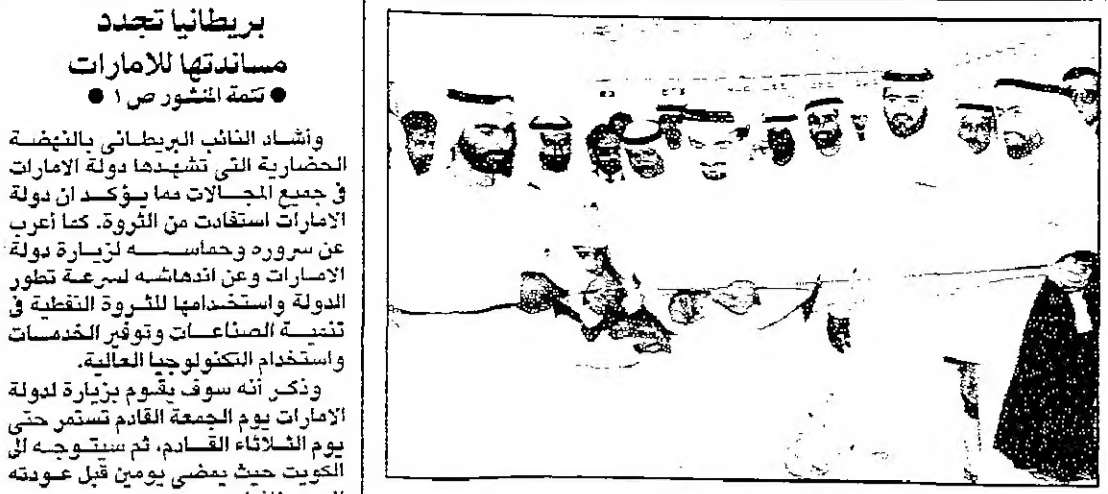 بريطانيا تجدد
مساندتها للامارات
● تتمة المنشور ص ١ ●
وأشاد النائب البريطاني بالنهضة
الحضارية التي تشهدها دولة الامارات
في جميع المجالات مما يؤكد ان دولة
الامارات استفادت من الثروة. كما أعرب
عن سروره وحماسه لزيارة دولة
الامارات وعن اندهاشه لسرعة تطور
الدولة واستخدامها للثروة النفطية في
تنمية الصناعات وتوفير الخدمات
واستخدام التكنولوجيا العالية.
وذكر أنه سوف يقوم بزيارة لدولة
الامارات يوم الجمعة القادم تستمر حتى
يوم الثلاثاء القادم، ثم سيتوجه الى
الكويت حيث يمضي يومين قبل عودته